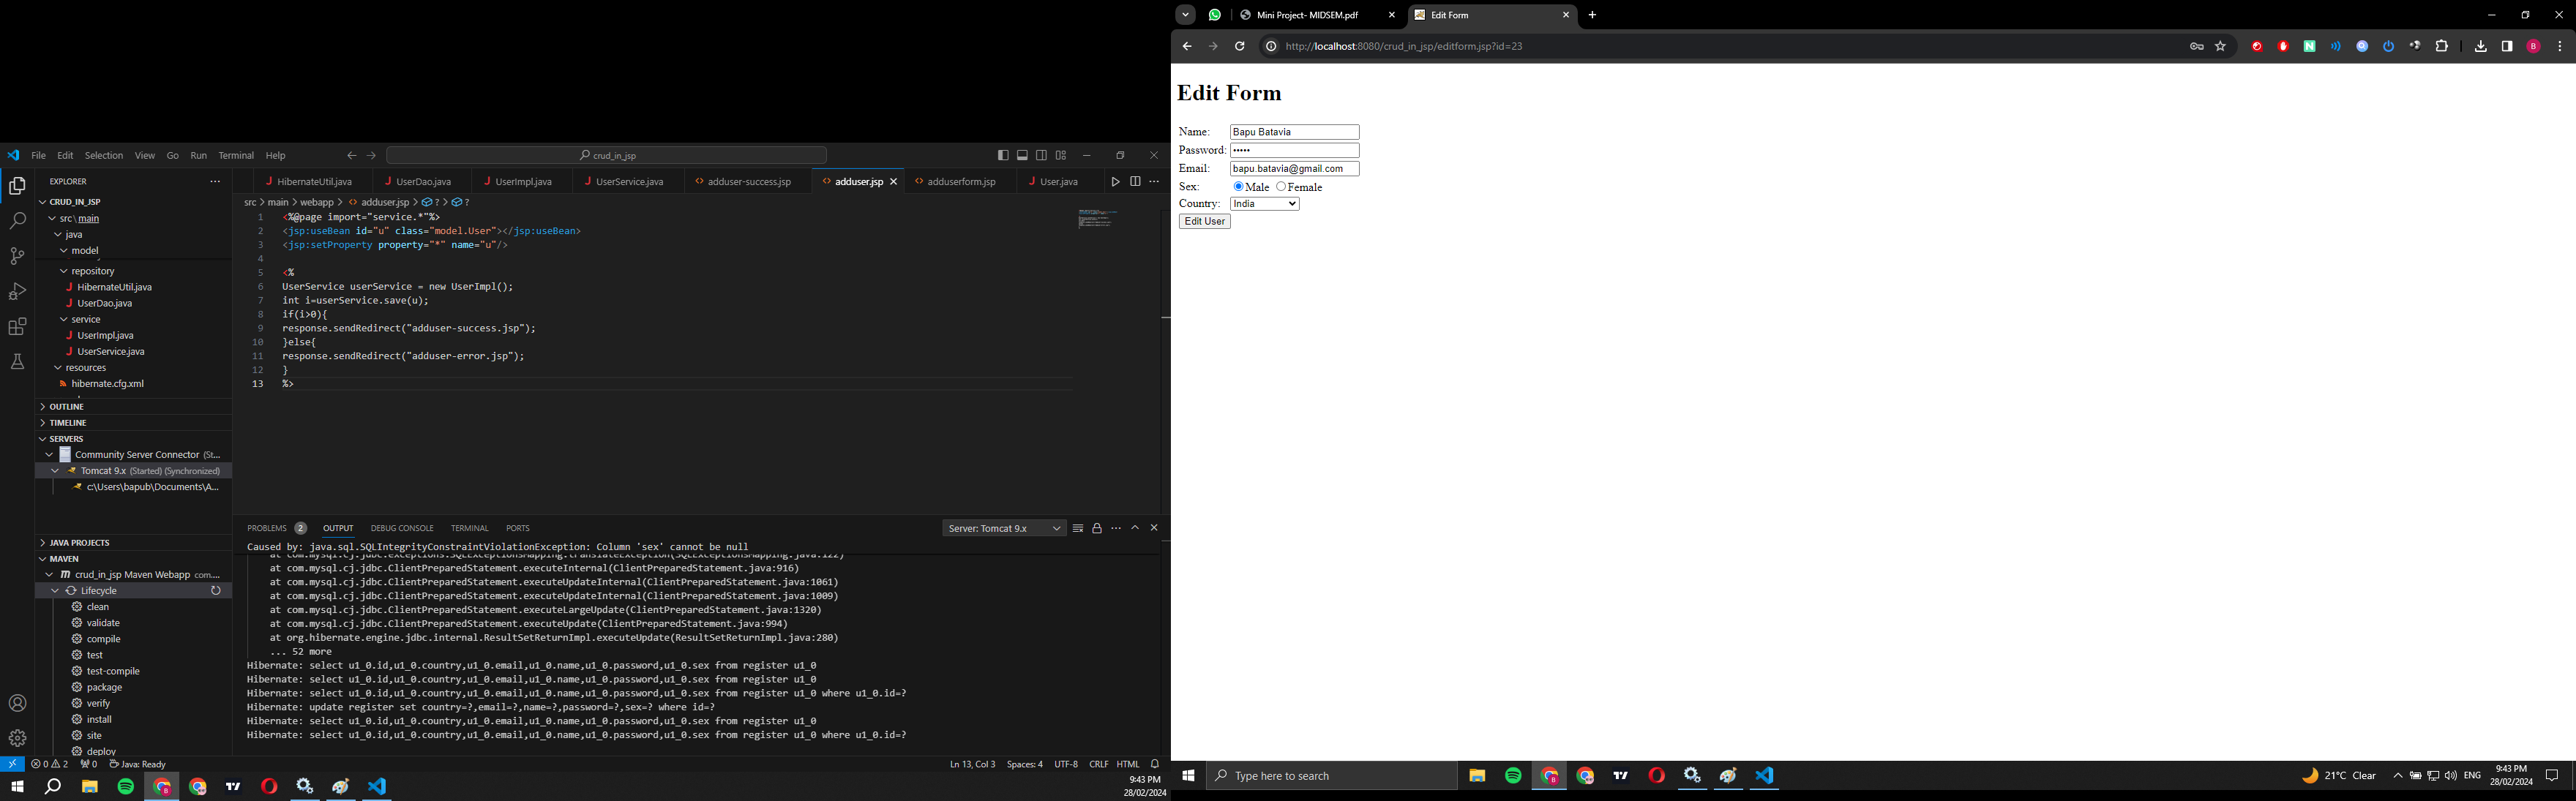 File Edit Selection View Go Run Terminal Help
crud_in_jsp
EXPLORER
CRUD_IN_JSP
src\main
java
model
repository
HibernateUtil.java
UserDao.java
service
UserImpl.java
UserService.java
resources
hibernate.cfg.xml
OUTLINE
TIMELINE
SERVERS
Community Server Connector (St...
Tomcat 9.x (Started) (Synchronized)
c:\Users\bapub\Documents\A...
JAVA PROJECTS
MAVEN
crud_in_jsp Maven Webapp com....
Lifecycle
clean
validate
compile
test
test-compile
package
verify
install
site
deploy
HibernateUtil.java UserDao.java UserImpl.java UserService.java adduser-success.jsp adduser.jsp adduserform.jsp User.java
src > main > webapp > adduser.jsp > ? > ?
1 <%@page import="service.*"%>
2 <jsp:useBean id="u" class="model.User"></jsp:useBean>
3 <jsp:setProperty property="*" name="u"/>
4
5 <%
6 UserService userService = new UserImpl();
7 int i=userService.save(u);
8 if(i>0){
9 response.sendRedirect("adduser-success.jsp");
10 }else{
11 response.sendRedirect("adduser-error.jsp");
12 }
13 %>
PROBLEMS 2 OUTPUT DEBUG CONSOLE TERMINAL PORTS
Server: Tomcat 9.x
Caused by: java.sql.SQLIntegrityConstraintViolationException: Column 'sex' cannot be null
at com.mysql.cj.jdbc.exceptions.SQLExceptionsMapping.translateException(SQLExceptionsMapping.java:122)
at com.mysql.cj.jdbc.ClientPreparedStatement.executeInternal(ClientPreparedStatement.java:916)
at com.mysql.cj.jdbc.ClientPreparedStatement.executeUpdateInternal(ClientPreparedStatement.java:1061)
at com.mysql.cj.jdbc.ClientPreparedStatement.executeUpdateInternal(ClientPreparedStatement.java:1009)
at com.mysql.cj.jdbc.ClientPreparedStatement.executeLargeUpdate(ClientPreparedStatement.java:1320)
at com.mysql.cj.jdbc.ClientPreparedStatement.executeUpdate(ClientPreparedStatement.java:994)
at org.hibernate.engine.jdbc.internal.ResultSetReturnImpl.executeUpdate(ResultSetReturnImpl.java:280)
... 52 more
Hibernate: select u1_0.id,u1_0.country,u1_0.email,u1_0.name,u1_0.password,u1_0.sex from register u1_0
Hibernate: select u1_0.id,u1_0.country,u1_0.email,u1_0.name,u1_0.password,u1_0.sex from register u1_0
Hibernate: select u1_0.id,u1_0.country,u1_0.email,u1_0.name,u1_0.password,u1_0.sex from register u1_0 where u1_0.id=?
Hibernate: update register set country=?,email=?,name=?,password=?,sex=? where id=?
Hibernate: select u1_0.id,u1_0.country,u1_0.email,u1_0.name,u1_0.password,u1_0.sex from register u1_0
Hibernate: select u1_0.id,u1_0.country,u1_0.email,u1_0.name,u1_0.password,u1_0.sex from register u1_0 where u1_0.id=?
0 2 0 Java: Ready
Ln 13, Col 3 Spaces: 4 UTF-8 CRLF HTML
9:43 PM
28/02/2024
Mini Project- MIDSEM.pdf
Edit Form
http://localhost:8080/crud_in_jsp/editform.jsp?id=23
B
Edit Form
Name: Bapu Batavia
Password: •••••
Email: bapu.batavia@gmail.com
Sex: Male Female
Country: India
Edit User
Type here to search
21°C Clear
ENG
9:43 PM
28/02/2024